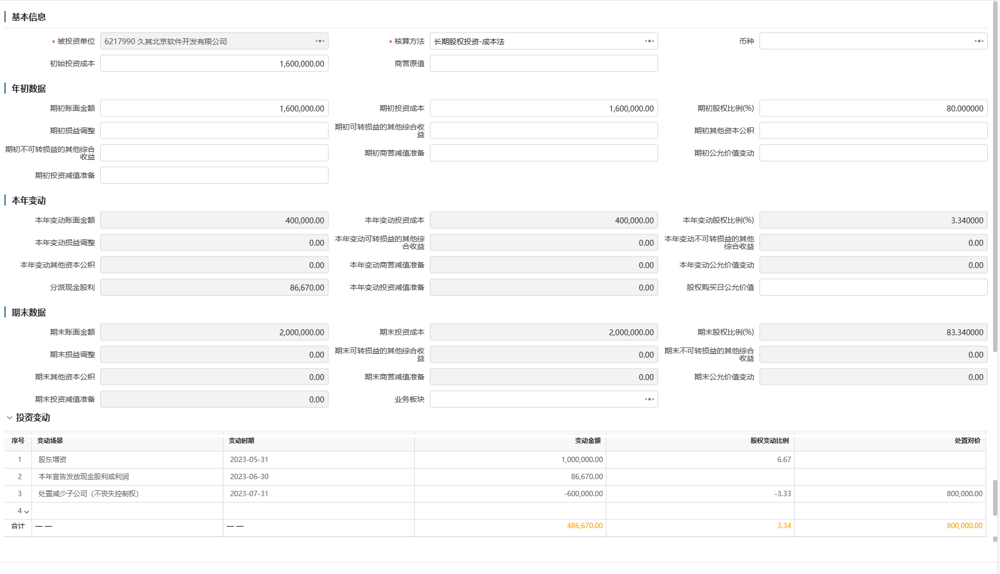 基本信息
* 被投资单位 6217990 久其北京软件开发有限公司 * 核算方法 长期股权投资-成本法 币种
初始投资成本 1,600,000.00 商誉原值
年初数据
期初账面金额 1,600,000.00 期初投资成本 1,600,000.00 期初股权比例(%) 80.000000
期初损益调整 期初可转损益的其他综合收益 期初其他资本公积
期初不可转损益的其他综合收益 期初商誉减值准备 期初公允价值变动
期初投资减值准备
本年变动
本年变动账面金额 400,000.00 本年变动投资成本 400,000.00 本年变动股权比例(%) 3.340000
本年变动损益调整 0.00 本年变动可转损益的其他综合收益 0.00 本年变动不可转损益的其他综合收益 0.00
本年变动其他资本公积 0.00 本年变动商誉减值准备 0.00 本年变动公允价值变动 0.00
分派现金股利 86,670.00 本年变动投资减值准备 0.00 股权购买日公允价值
期末数据
期末账面金额 2,000,000.00 期末投资成本 2,000,000.00 期末股权比例(%) 83.340000
期末损益调整 0.00 期末可转损益的其他综合收益 0.00 期末不可转损益的其他综合收益 0.00
期末其他资本公积 0.00 期末商誉减值准备 0.00 期末公允价值变动 0.00
期末投资减值准备 0.00 业务板块
投资变动
序号 变动场景 变动时期 变动金额 股权变动比例 处置对价
1 股东增资 2023-05-31 1,000,000.00 6.67
2 本年宣告发放现金股利或利润 2023-06-30 86,670.00
3 处置减少子公司（不丧失控制权） 2023-07-31 -600,000.00 -3.33 800,000.00
4
合计 — — — — 486,670.00 3.34 800,000.00